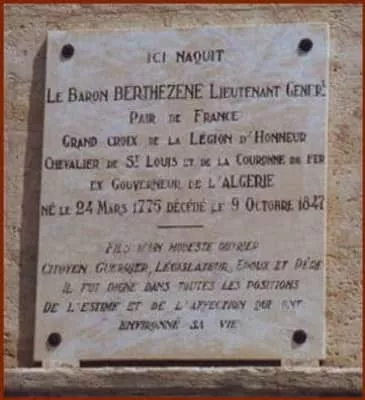 ICI NAQUIT
LE BARON BERTHEZENE LIEUTENANT GENER^L
PAIR DE FRANCE
GRAND CROIX DE LA LÉGION D'HONNEUR
CHEVALIER DE S^T LOUIS ET DE LA COURONNE DE FER
EX GOUVERNEUR DE L'ALGERIE
NÉ LE 24 MARS 1775 DÉCÉDÉ LE 9 OCTOBRE 1847
FILS D'UN MODESTE OUVRIER
CITOYEN GUERRIER, LÉGISLATEUR, EPOUX ET PÈRE
IL FUT DIGNE DANS TOUTES LES POSITIONS
DE L'ESTIME ET DE L'AFFECTION QUI ONT
ENVIRONNÉ SA VIE